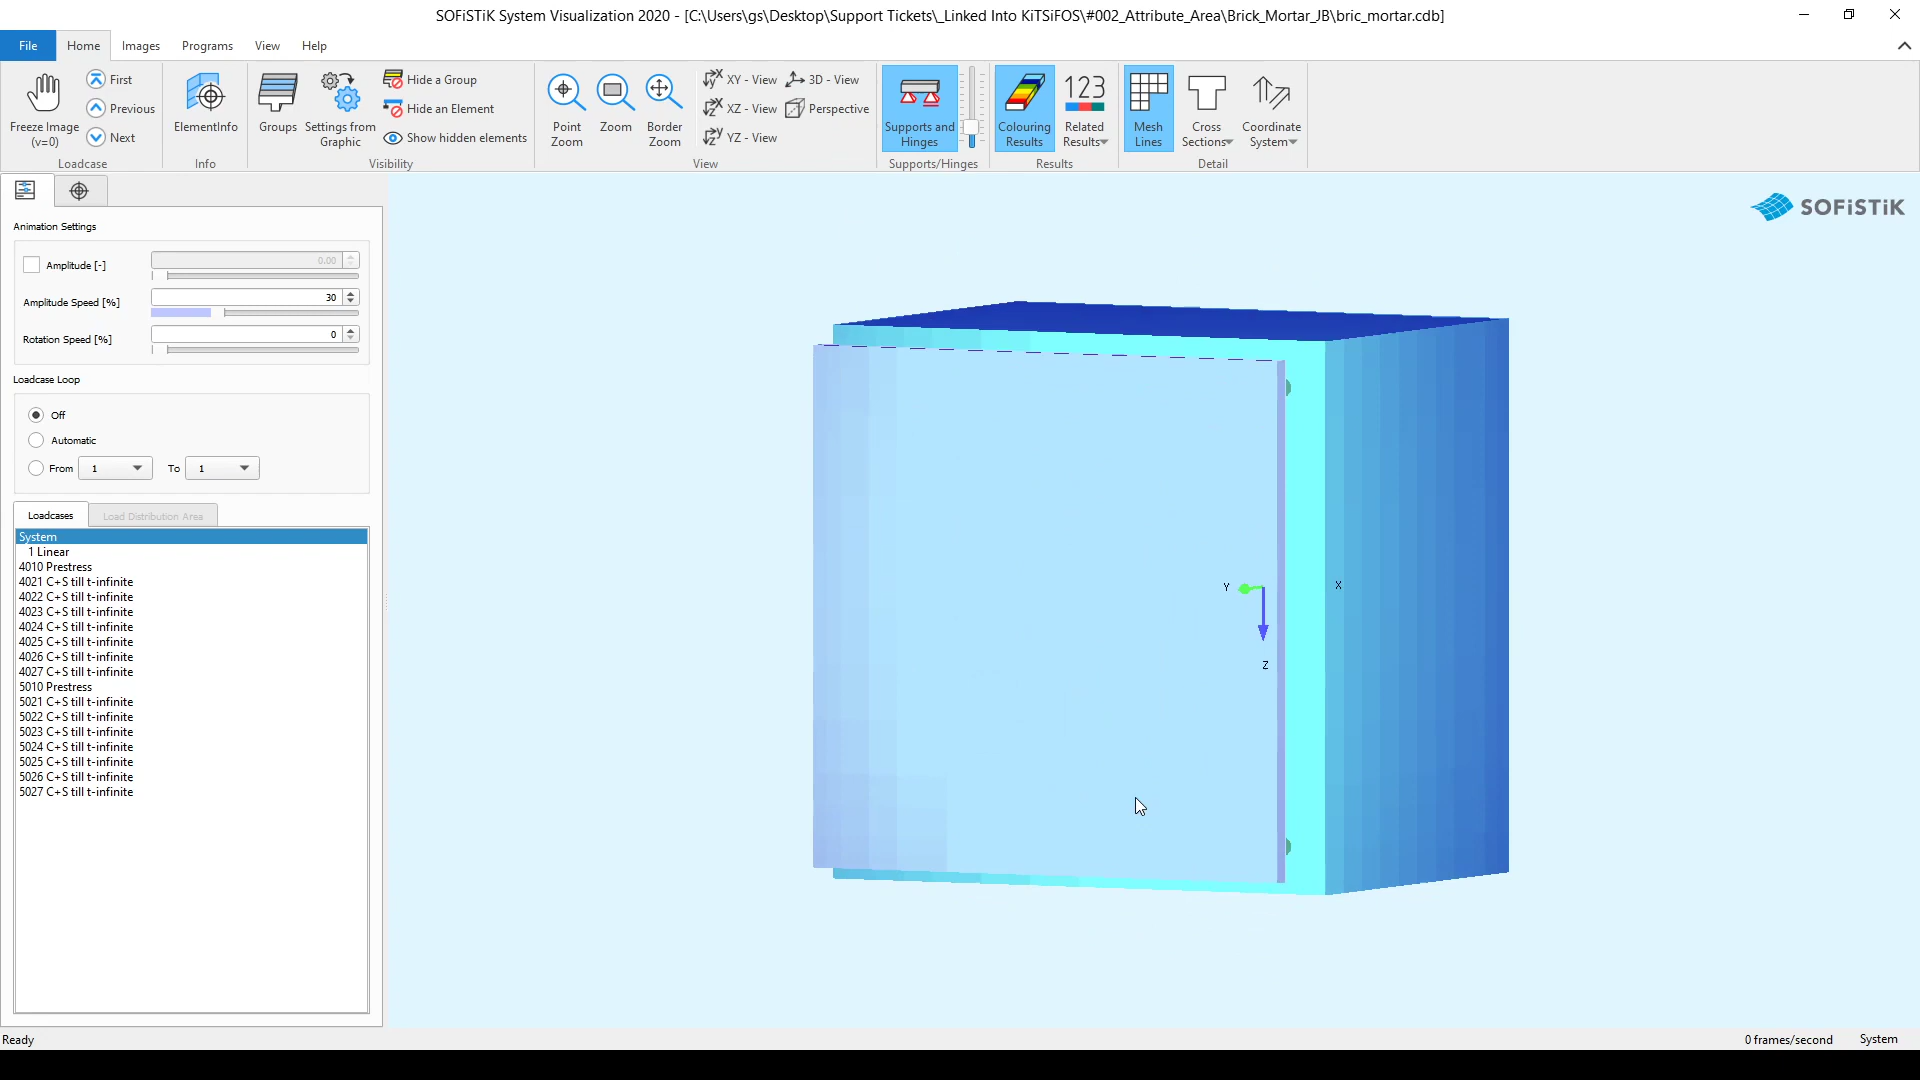 SOFiSTiK System Visualization 2020 - [C:\Users\gs\Desktop\Support Tickets\_Linked Into KiTSiFOS\#002_Attribute_Area\Brick_Mortar_JB\bric_mortar.cdb]
File Home Images Programs View Help
Freeze Image
(v=0)
First
Previous
Next
Loadcase
ElementInfo
Info
Groups
Settings from
Graphic
Hide a Group
Hide an Element
Show hidden elements
Visibility
Point
Zoom
Zoom
Border
Zoom
XY - View
XZ - View
YZ - View
3D - View
Perspective
View
Supports and
Hinges
Supports/Hinges
Colouring
Results
123
Related
Results
Results
Mesh
Lines
Cross
Sections
Coordinate
System
Detail
Animation Settings
Amplitude [-] 0.00
Amplitude Speed [%] 30
Rotation Speed [%] 0
Loadcase Loop
Off
Automatic
From 1 To 1
Loadcases Load Distribution Area
System
1 Linear
4010 Prestress
4021 C+S till t-infinite
4022 C+S till t-infinite
4023 C+S till t-infinite
4024 C+S till t-infinite
4025 C+S till t-infinite
4026 C+S till t-infinite
4027 C+S till t-infinite
5010 Prestress
5021 C+S till t-infinite
5022 C+S till t-infinite
5023 C+S till t-infinite
5024 C+S till t-infinite
5025 C+S till t-infinite
5026 C+S till t-infinite
5027 C+S till t-infinite
SOFiSTiK
Y
X
Z
Ready
0 frames/second System